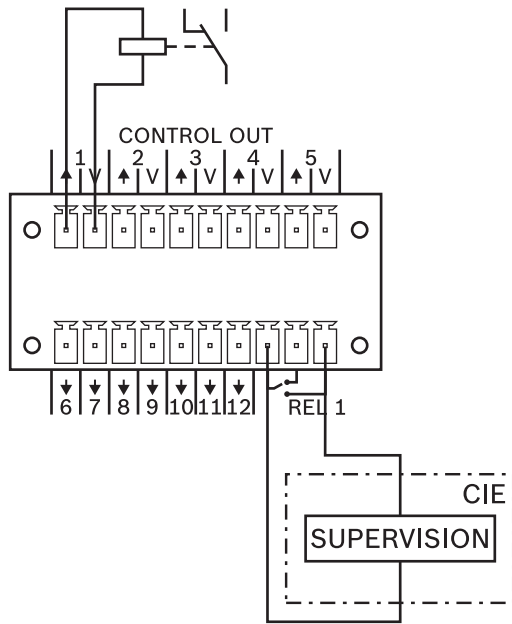 CONTROL OUT
1 2 3 4 5
V V V V V
6 7 8 9 10 11 12 REL 1
CIE
SUPERVISION